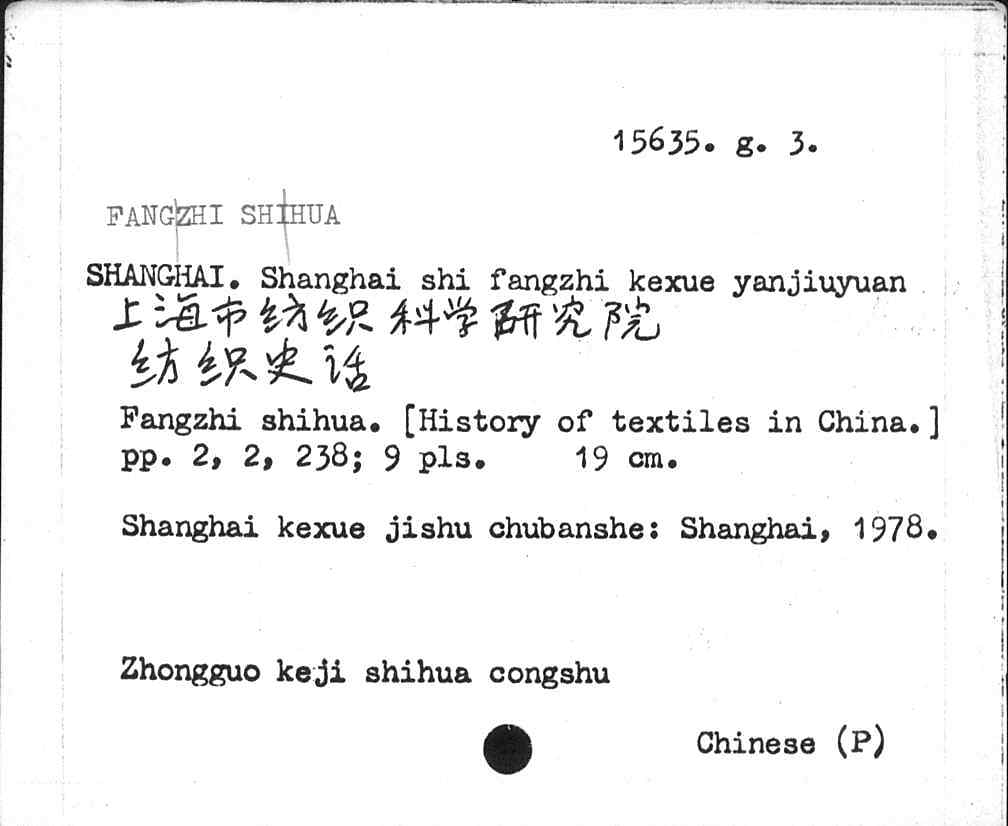 15635. g. 3.
FANGZHI SHIHUA
SHANGHAI. Shanghai shi fangzhi kexue yanjiuyuan
上海市纺织科学研究院
纺织史话
Fangzhi shihua. [History of textiles in China.]
pp. 2, 2, 238; 9 pls. 19 cm.
Shanghai kexue jishu chubanshe: Shanghai, 1978.
Zhongguo keji shihua congshu
Chinese (P)